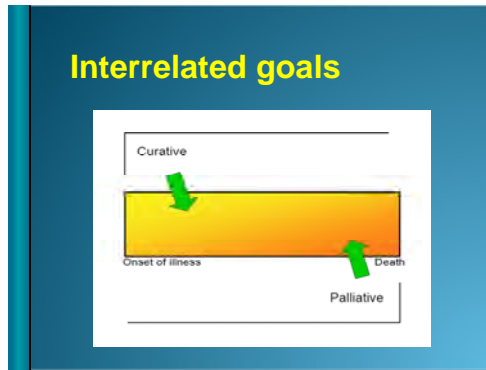 Interrelated goals
Curative
Onset of illness Death
Palliative